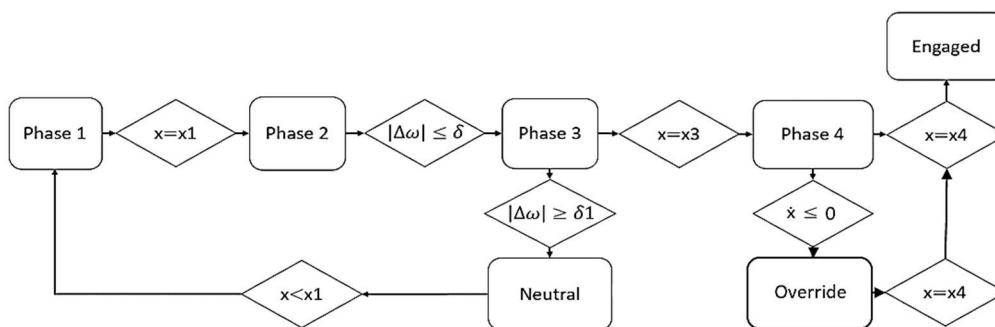 Engaged
Phase 1
x=x1
Phase 2
|Δω| ≤ δ
Phase 3
x=x3
Phase 4
x=x4
|Δω| ≥ δ1
ẋ ≤ 0
x<x1
Neutral
Override
x=x4